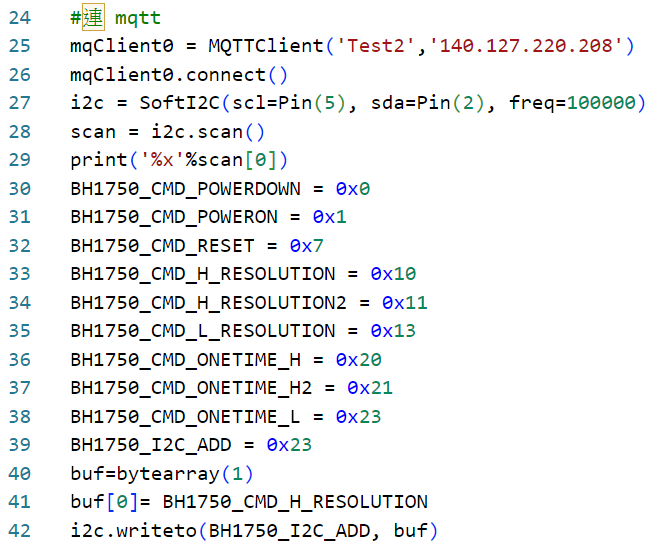 24 #連 mqtt
25 mqClient0 = MQTTClient('Test2','140.127.220.208')
26 mqClient0.connect()
27 i2c = SoftI2C(scl=Pin(5), sda=Pin(2), freq=100000)
28 scan = i2c.scan()
29 print('%x'%scan[0])
30 BH1750_CMD_POWERDOWN = 0x0
31 BH1750_CMD_POWERON = 0x1
32 BH1750_CMD_RESET = 0x7
33 BH1750_CMD_H_RESOLUTION = 0x10
34 BH1750_CMD_H_RESOLUTION2 = 0x11
35 BH1750_CMD_L_RESOLUTION = 0x13
36 BH1750_CMD_ONETIME_H = 0x20
37 BH1750_CMD_ONETIME_H2 = 0x21
38 BH1750_CMD_ONETIME_L = 0x23
39 BH1750_I2C_ADD = 0x23
40 buf=bytearray(1)
41 buf[0]= BH1750_CMD_H_RESOLUTION
42 i2c.writeto(BH1750_I2C_ADD, buf)